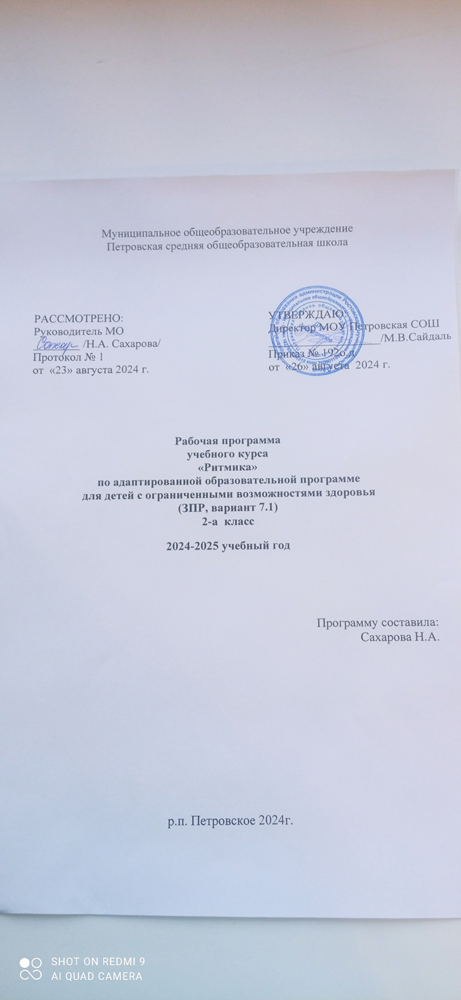 Муниципальное общеобразовательное учреждение
Петровская средняя общеобразовательная школа
РАССМОТРЕНО:
Руководитель МО
/Н.А. Сахарова/
Протокол № 1
от «23» августа 2024 г.
УТВЕРЖДАЮ:
Директор МОУ Петровская СОШ
/М.В.Сайдаль
Приказ № 192о.д.
от «26» августа 2024 г.
Рабочая программа
учебного курса
«Ритмика»
по адаптированной образовательной программе
для детей с ограниченными возможностями здоровья
(ЗПР, вариант 7.1)
2-а класс
2024-2025 учебный год
Программу составила:
Сахарова Н.А.
р.п. Петровское 2024г.
SHOT ON REDMI 9
AI QUAD CAMERA